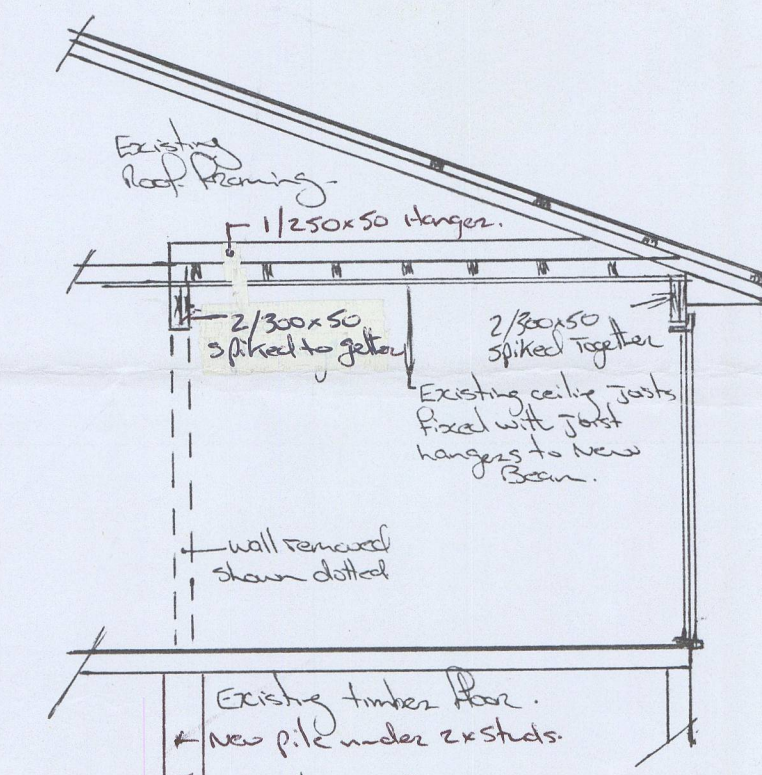 Existing
Roof Framing
1/250x50 Hanger.
2/300x50
spiked to gether
2/300x50
spiked Together
Existing ceiling joists
fixed with joist
hangers to New
Beam.
wall removed
shown dotted
Existing timber floor.
New pile under 2x studs.